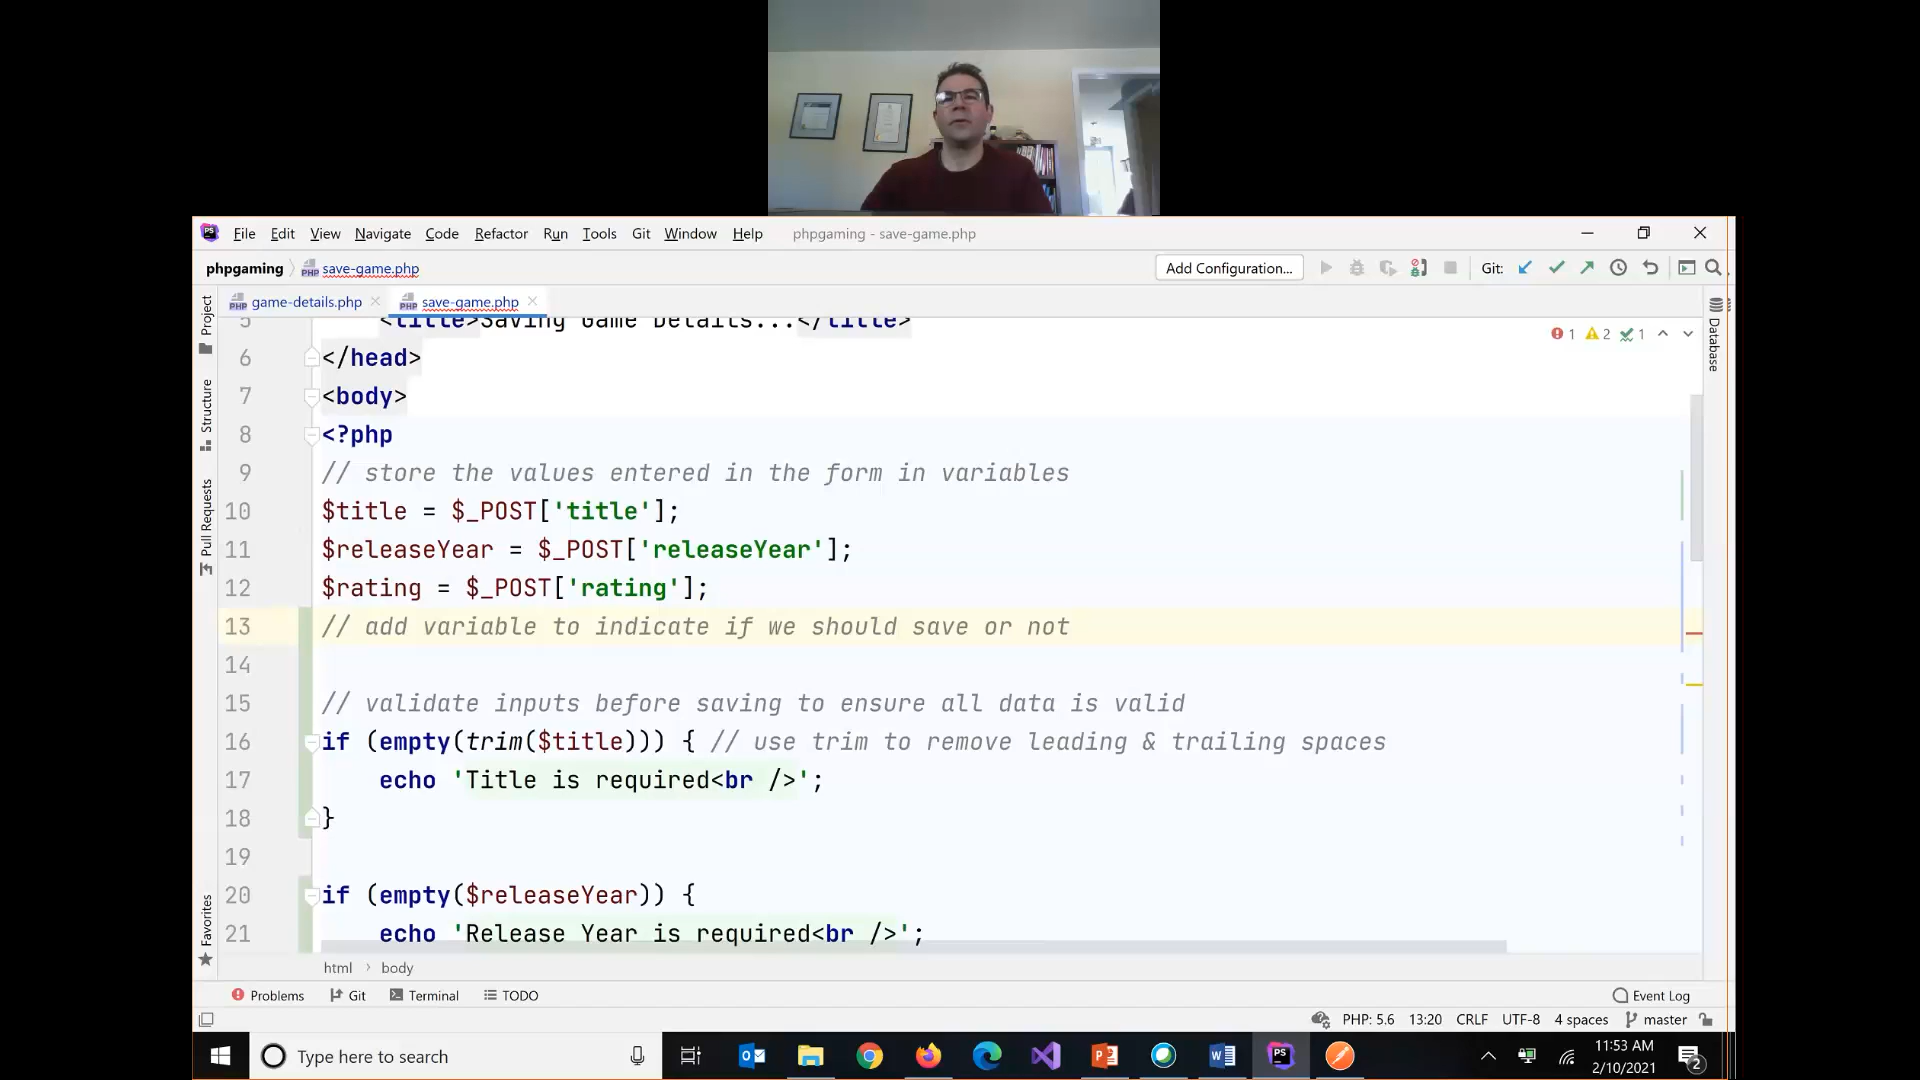 File Edit View Navigate Code Refactor Run Tools Git Window Help phpgaming - save-game.php
phpgaming save-game.php Add Configuration... Git:
game-details.php save-game.php
Project
Structure
Pull Requests
Favorites
Database
1 2 1
5 <title>Saving Game Details...</title>
6 </head>
7 <body>
8 <?php
9 // store the values entered in the form in variables
10 $title = $_POST['title'];
11 $releaseYear = $_POST['releaseYear'];
12 $rating = $_POST['rating'];
13 // add variable to indicate if we should save or not
14
15 // validate inputs before saving to ensure all data is valid
16 if (empty(trim($title))) { // use trim to remove leading & trailing spaces
17 echo 'Title is required<br />';
18 }
19
20 if (empty($releaseYear)) {
21 echo 'Release Year is required<br />';
html body
Problems Git Terminal TODO Event Log
PHP: 5.6 13:20 CRLF UTF-8 4 spaces master
Type here to search
11:53 AM
2/10/2021
2